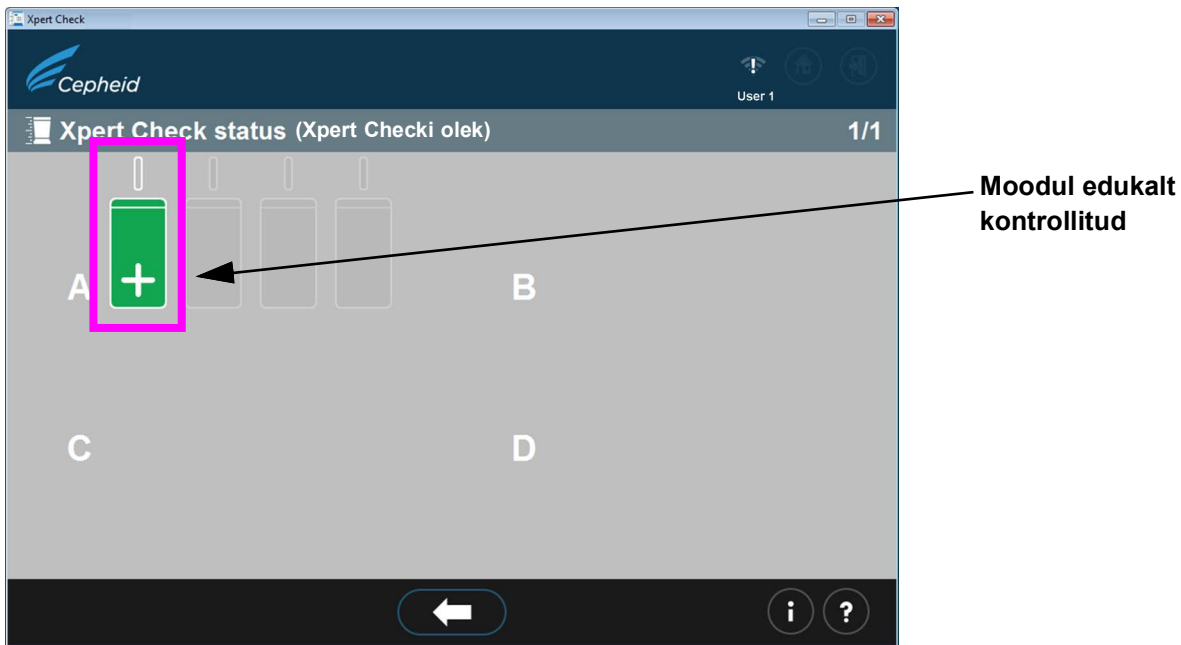 Xpert Check
Cepheid
User 1
Xpert Check status (Xpert Checki olek) 1/1
Moodul edukalt
kontrollitud
A
B
C
D
i ?